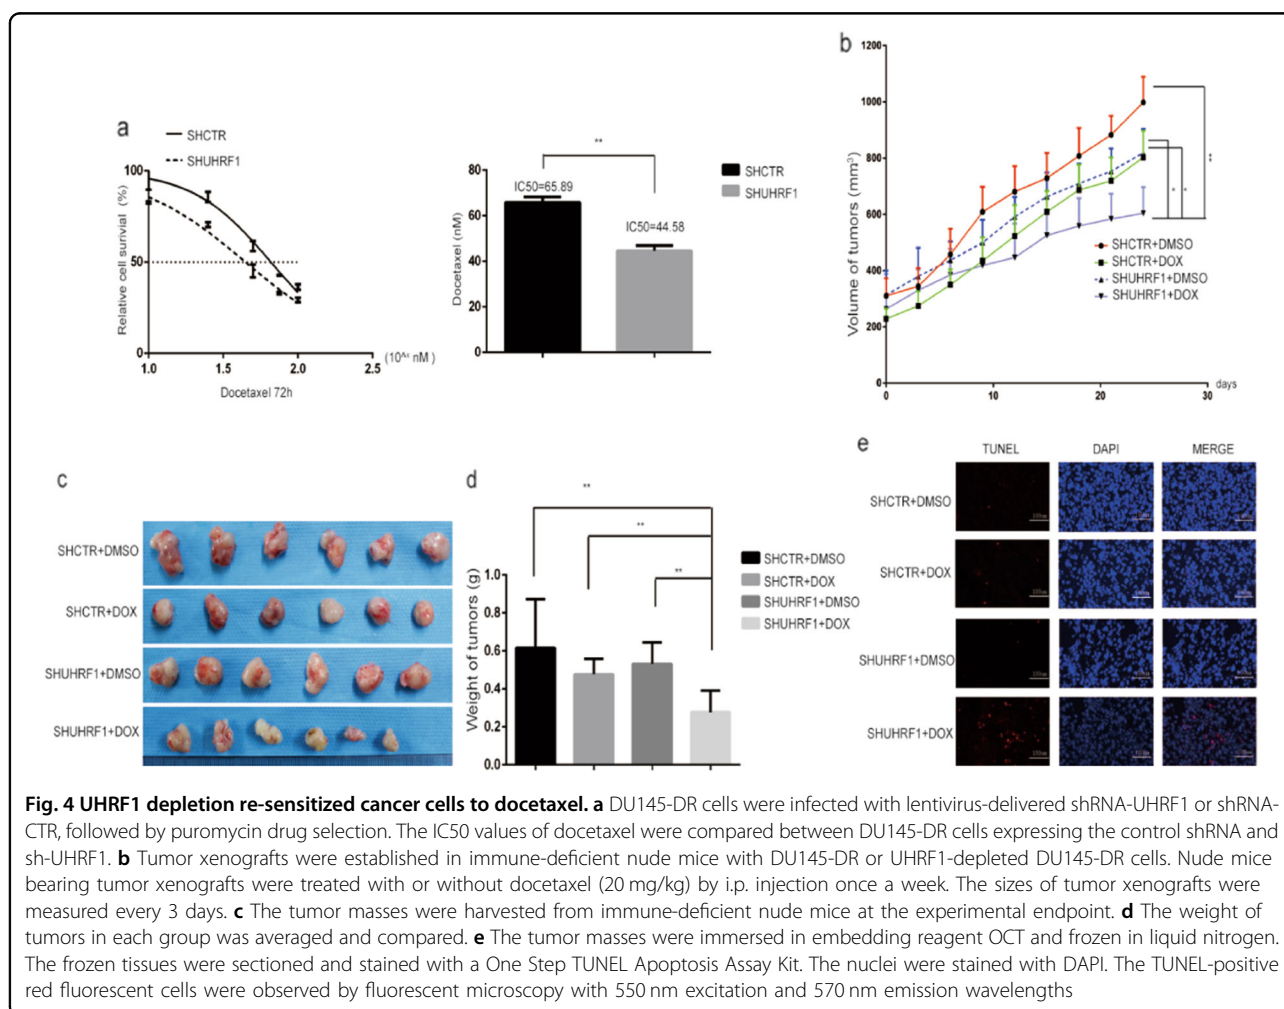 a
SHCTR
SHUHRF1
Relative cell surivial (%)
100
50
0
1.0 1.5 2.0 2.5
Docetaxel 72h
**
IC50=65.89
IC50=44.58
SHCTR
SHUHRF1
Docetaxel (nM)
80
60
40
20
0
b
Volume of tumors (mm³)
1200
1000
800
600
400
200
0
0 10 20 30
days
**
*
*
SHCTR+DMSO
SHCTR+DOX
SHUHRF1+DMSO
SHUHRF1+DOX
c
SHCTR+DMSO
SHCTR+DOX
SHUHRF1+DMSO
SHUHRF1+DOX
d
**
**
**
SHCTR+DMSO
SHCTR+DOX
SHUHRF1+DMSO
SHUHRF1+DOX
Weight of tumors (g)
1.0
0.8
0.6
0.4
0.2
0.0
e
TUNEL DAPI MERGE
SHCTR+DMSO
SHCTR+DOX
SHUHRF1+DMSO
SHUHRF1+DOX
Fig. 4 UHRF1 depletion re-sensitized cancer cells to docetaxel. a DU145-DR cells were infected with lentivirus-delivered shRNA-UHRF1 or shRNA-
CTR, followed by puromycin drug selection. The IC50 values of docetaxel were compared between DU145-DR cells expressing the control shRNA and
sh-UHRF1. b Tumor xenografts were established in immune-deficient nude mice with DU145-DR or UHRF1-depleted DU145-DR cells. Nude mice
bearing tumor xenografts were treated with or without docetaxel (20 mg/kg) by i.p. injection once a week. The sizes of tumor xenografts were
measured every 3 days. c The tumor masses were harvested from immune-deficient nude mice at the experimental endpoint. d The weight of
tumors in each group was averaged and compared. e The tumor masses were immersed in embedding reagent OCT and frozen in liquid nitrogen.
The frozen tissues were sectioned and stained with a One Step TUNEL Apoptosis Assay Kit. The nuclei were stained with DAPI. The TUNEL-positive
red fluorescent cells were observed by fluorescent microscopy with 550 nm excitation and 570 nm emission wavelengths